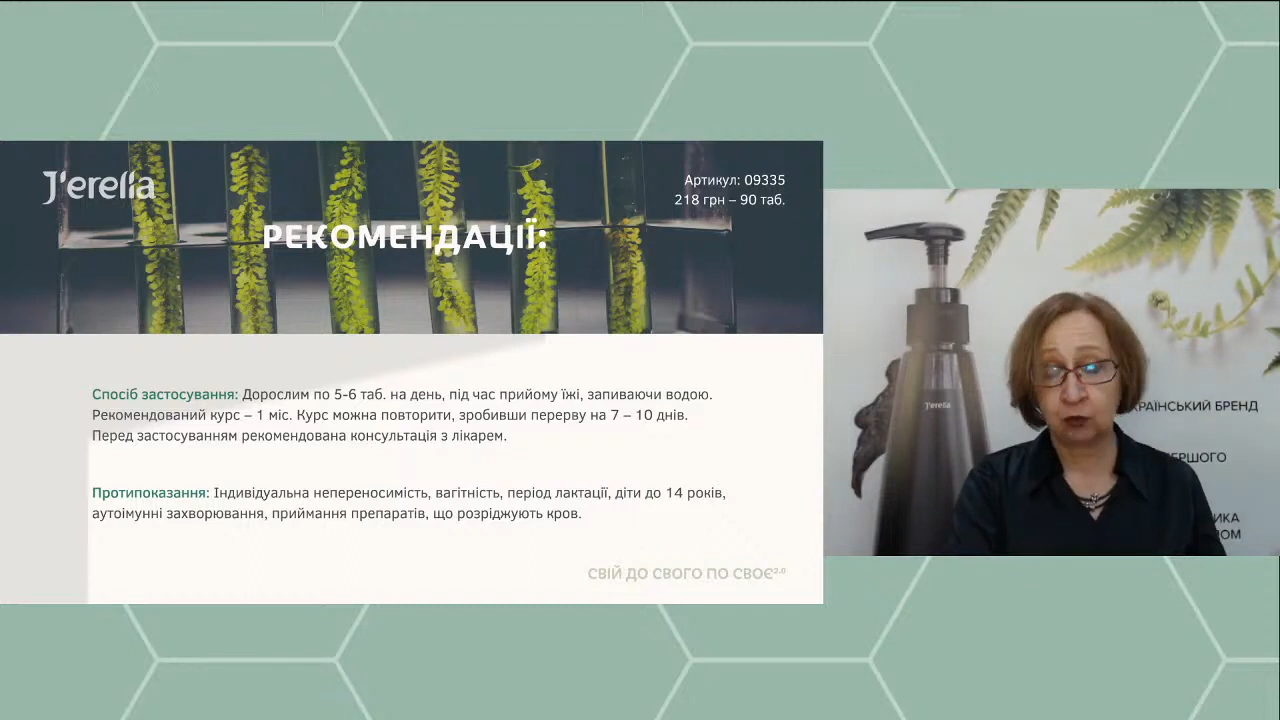 J'erelia
Артикул: 09335
218 грн – 90 таб.
РЕКОМЕНДАЦІЇ:
Спосіб застосування: Дорослим по 5-6 таб. на день, під час прийому їжі, запиваючи водою.
Рекомендований курс – 1 міс. Курс можна повторити, зробивши перерву на 7 – 10 днів.
Перед застосуванням рекомендована консультація з лікарем.
Протипоказання: Індивідуальна непереносимість, вагітність, період лактації, діти до 14 років,
аутоімунні захворювання, приймання препаратів, що розріджують кров.
СВІЙ ДО СВОГО ПО СВОЄ2.0
J'erelia
БРЕНД